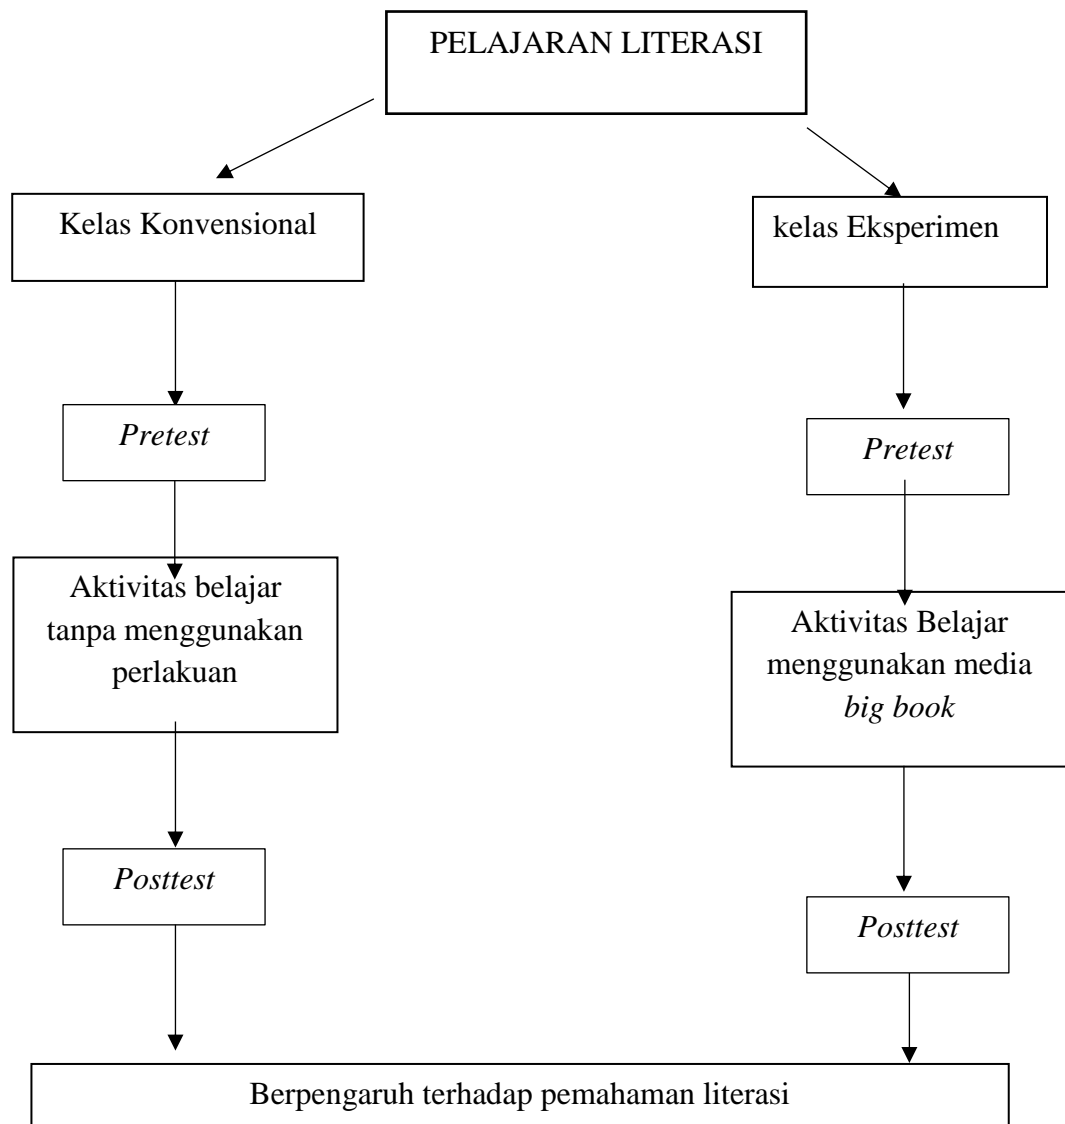 PELAJARAN LITERASI
Kelas Konvensional
kelas Eksperimen
Pretest
Pretest
Aktivitas belajar
tanpa menggunakan
perlakuan
Aktivitas Belajar
menggunakan media
big book
Posttest
Posttest
Berpengaruh terhadap pemahaman literasi